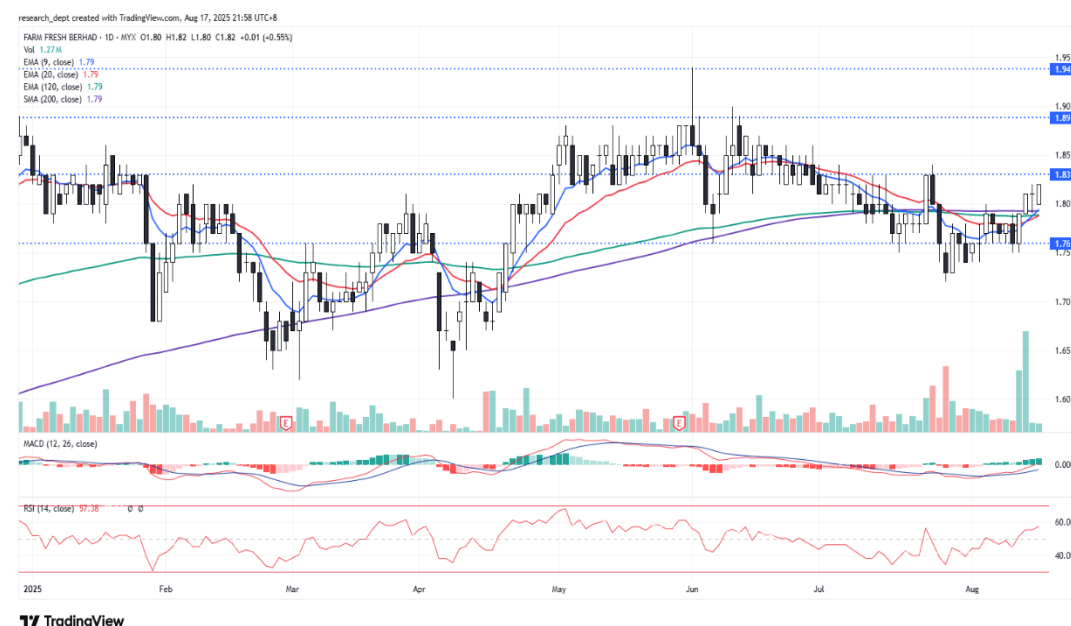 research_dept created with TradingView.com, Aug 17, 2025 21:58 UTC+8
FARM FRESH BERHAD · 1D · MYX O1.80 H1.82 L1.80 C1.82 +0.01 (+0.55%)
Vol 1.27M
EMA (9, close) 1.79
EMA (20, close) 1.79
EMA (120, close) 1.79
SMA (200, close) 1.79
1.95
1.94
1.90
1.89
1.85
1.83
1.80
1.76
1.75
1.70
1.65
1.60
E E
MACD (12, 26, close)
0.00
RSI (14, close) 57.38 Ø Ø
60.0
40.0
2025 Feb Mar Apr May Jun Jul Aug
TradingView